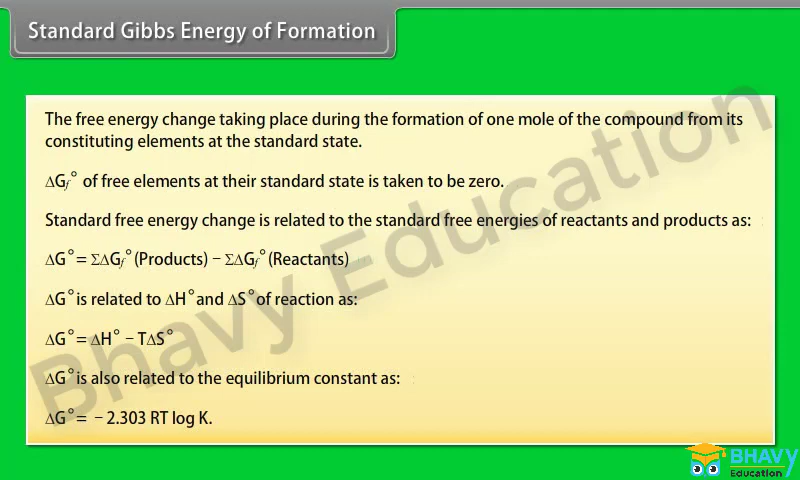 Standard Gibbs Energy of Formation
The free energy change taking place during the formation of one mole of the compound from its
constituting elements at the standard state.
ΔGf° of free elements at their standard state is taken to be zero.
Standard free energy change is related to the standard free energies of reactants and products as:
ΔG°= ΣΔGf°(Products) − ΣΔGf°(Reactants)
ΔG°is related to ΔH°and ΔS°of reaction as:
ΔG°= ΔH° − TΔS°
ΔG°is also related to the equilibrium constant as:
ΔG°= − 2.303 RT log K.
Bhavy Education
BHAVY
Education